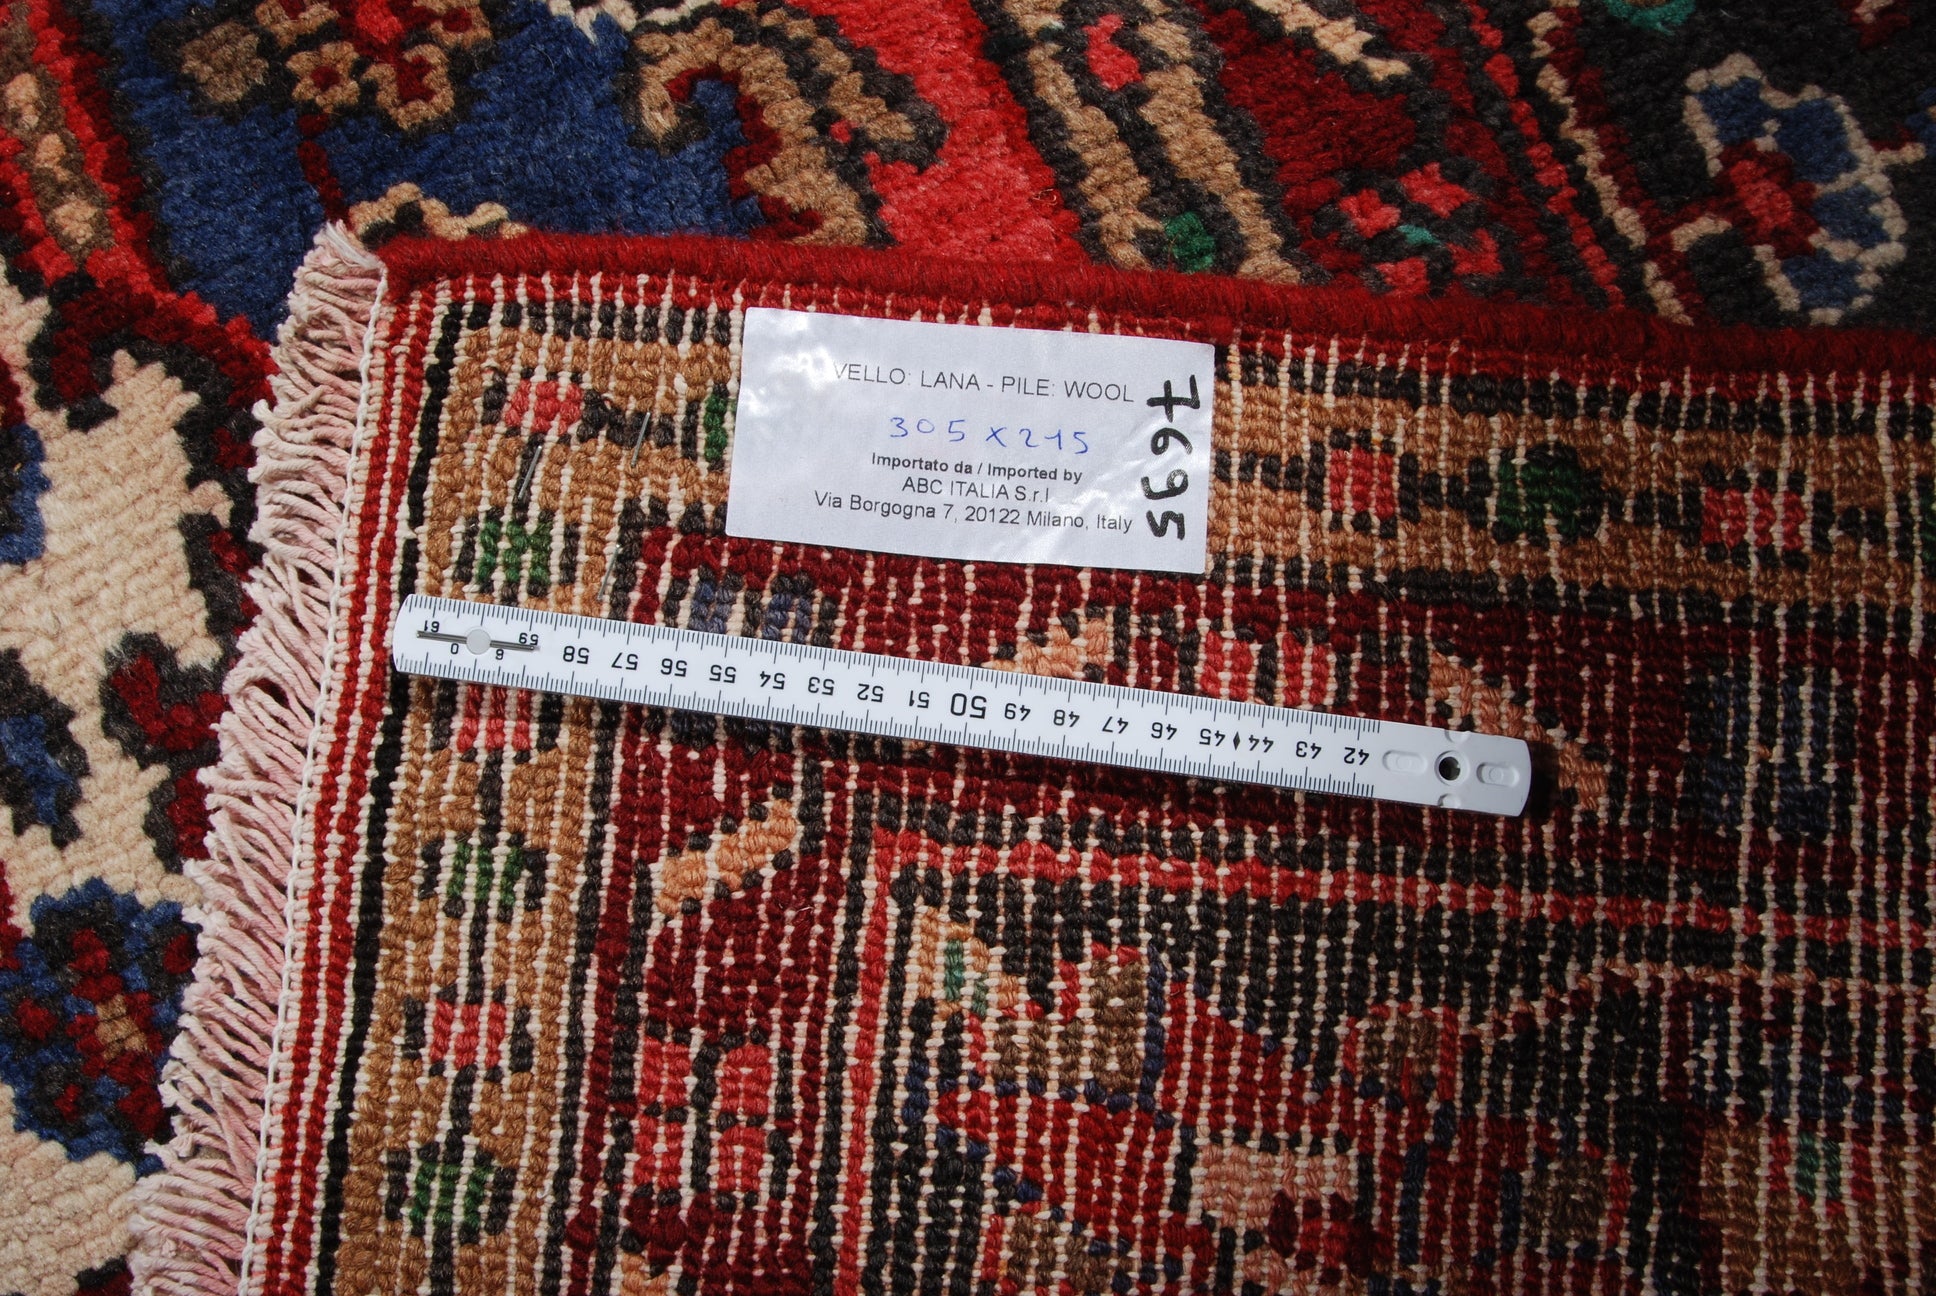 VELLO: LANA - PILE: WOOL
305 x 215
Importato da / Imported by
ABC ITALIA S.r.l
Via Borgogna 7, 20122 Milano, Italy
7695
61 59 58 57 56 55 54 53 52 51 50 49 48 47 46 45 44 43 42